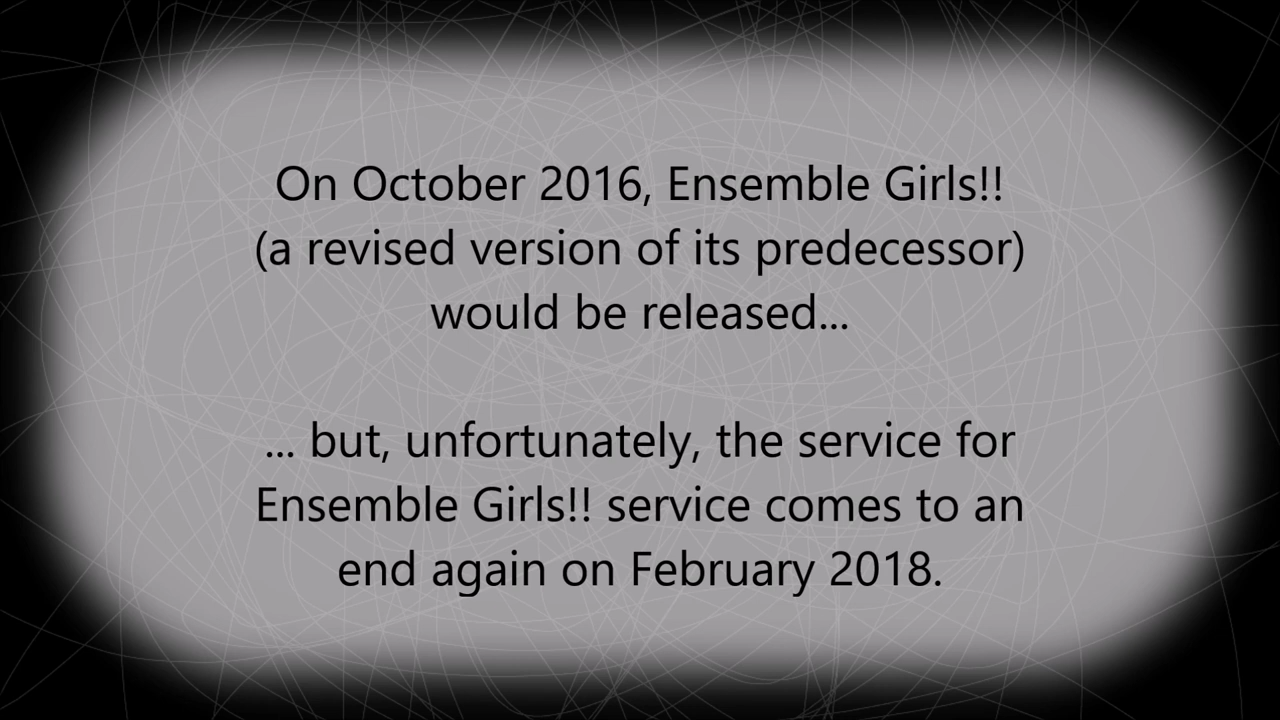 On October 2016, Ensemble Girls!!
(a revised version of its predecessor)
would be released...
... but, unfortunately, the service for
Ensemble Girls!! service comes to an
end again on February 2018.